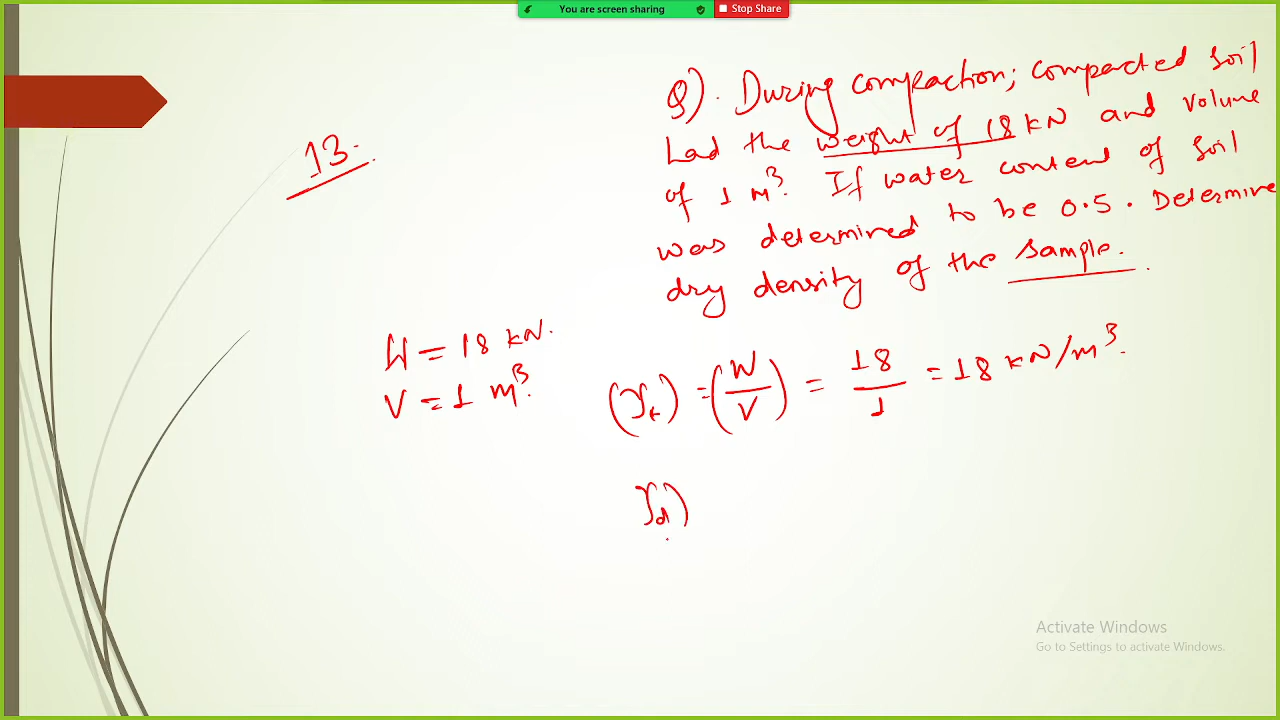 You are screen sharing Stop Share
Q). During compaction; compacted soil
had the weight of 18 kN and volume
of 1 m³. If water content of soil
was determined to be 0.5. Determine
dry density of the sample.
13.
W = 18 kN.
V = 1 m³.
(γt) = (W/V) = 18/1 = 18 kN/m³.
γd)
Activate Windows
Go to Settings to activate Windows.